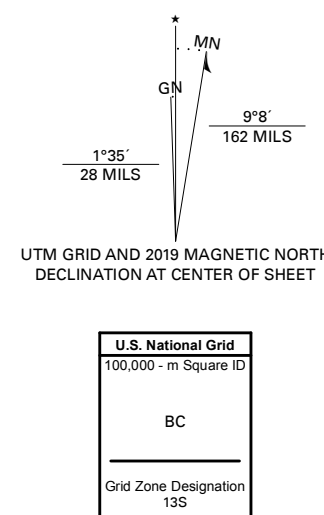 ★
MN
GN
9°8´
162 MILS
1°35´
28 MILS
UTM GRID AND 2019 MAGNETIC NORTH
DECLINATION AT CENTER OF SHEET
U.S. National Grid
100,000 - m Square ID
BC
Grid Zone Designation
13S